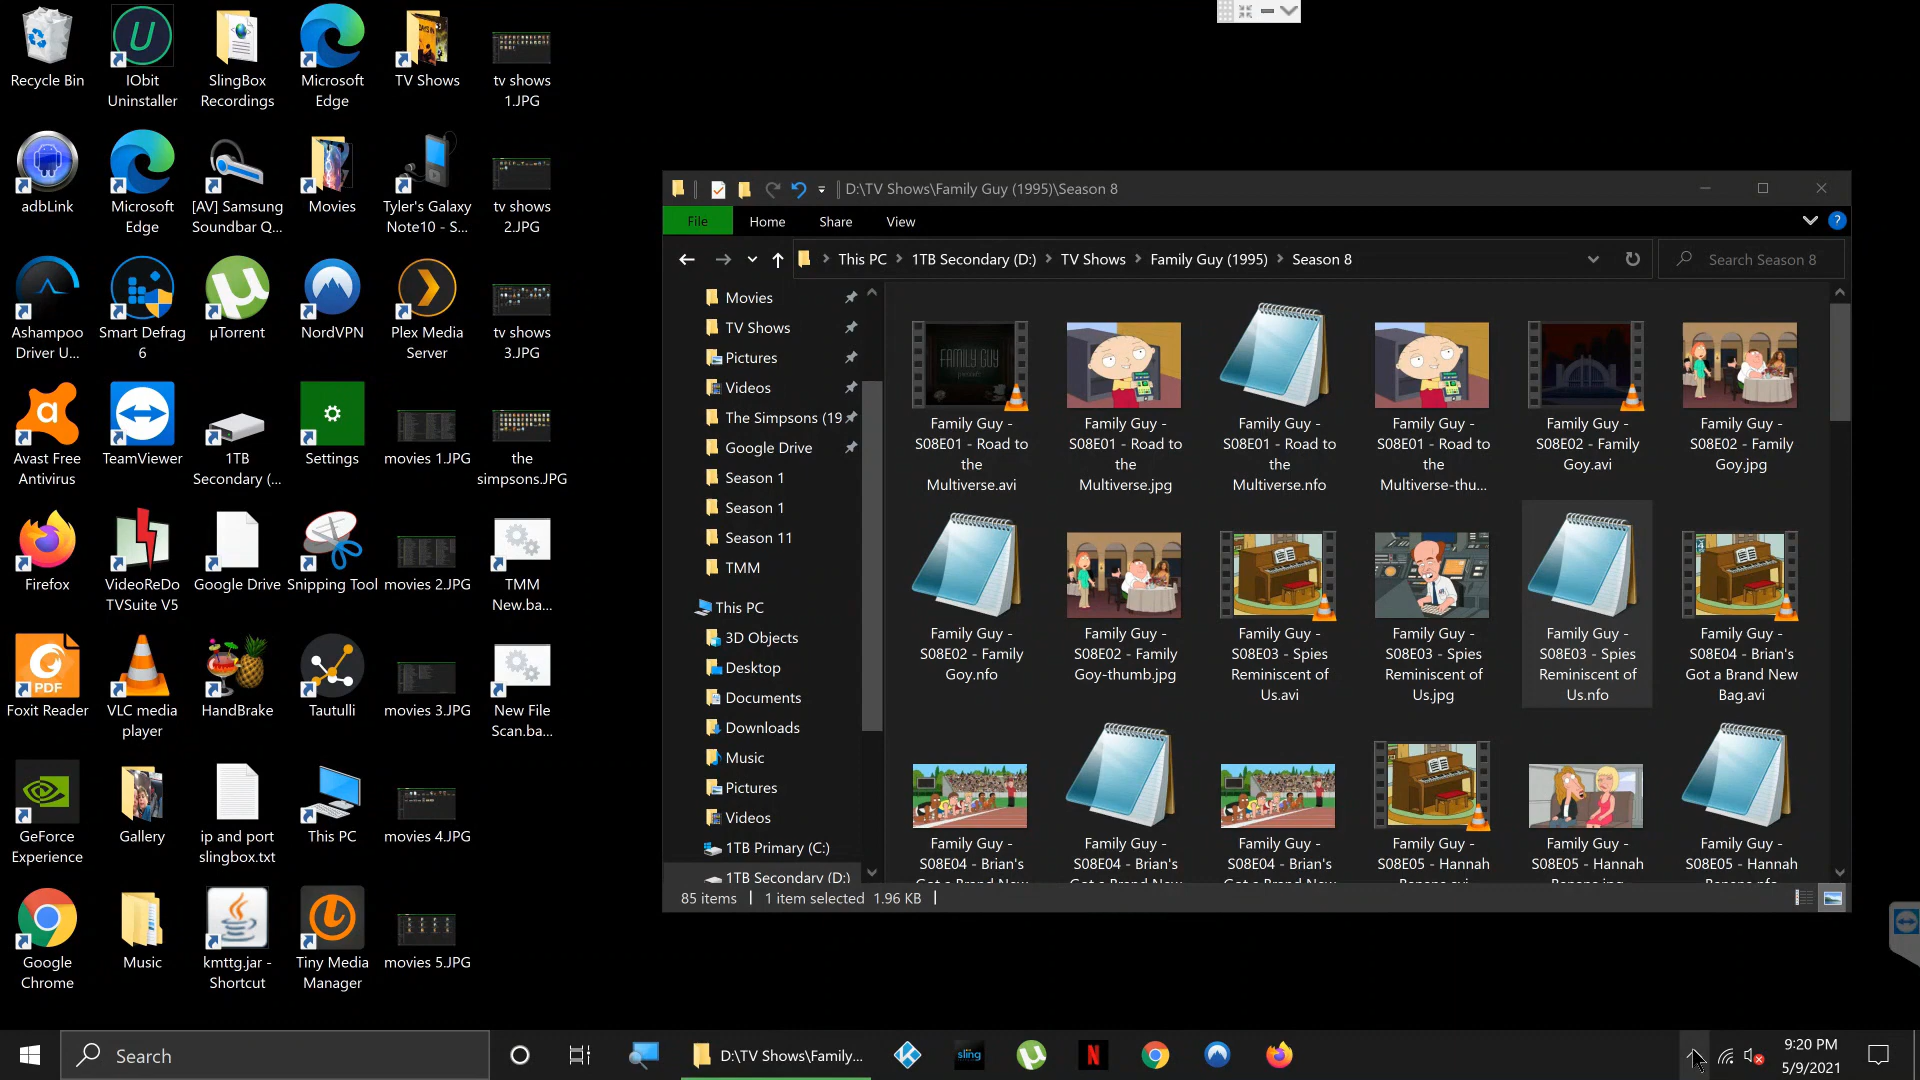 Recycle Bin
IObit
Uninstaller
SlingBox
Recordings
Microsoft
Edge
TV Shows
tv shows
1.JPG
adbLink
Microsoft
Edge
[AV] Samsung
Soundbar Q...
Movies
Tyler's Galaxy
Note10 - S...
tv shows
2.JPG
Ashampoo
Driver U...
Smart Defrag
6
µTorrent
NordVPN
Plex Media
Server
tv shows
3.JPG
Avast Free
Antivirus
TeamViewer
1TB
Secondary (...
Settings
movies 1.JPG
the
simpsons.JPG
Firefox
VideoReDo
TVSuite V5
Google Drive
Snipping Tool
movies 2.JPG
TMM
New.ba...
Foxit Reader
VLC media
player
HandBrake
Tautulli
movies 3.JPG
New File
Scan.ba...
GeForce
Experience
Gallery
ip and port
slingbox.txt
This PC
movies 4.JPG
Google
Chrome
Music
kmttg.jar -
Shortcut
Tiny Media
Manager
movies 5.JPG
D:\TV Shows\Family Guy (1995)\Season 8
File
Home
Share
View
This PC
1TB Secondary (D:)
TV Shows
Family Guy (1995)
Season 8
Search Season 8
Movies
TV Shows
Pictures
Videos
The Simpsons (19
Google Drive
Season 1
Season 1
Season 11
TMM
This PC
3D Objects
Desktop
Documents
Downloads
Music
Pictures
Videos
1TB Primary (C:)
1TB Secondary (D:)
FAMILY GUY
Family Guy -
S08E01 - Road to
the
Multiverse.avi
Family Guy -
S08E01 - Road to
the
Multiverse.jpg
Family Guy -
S08E01 - Road to
the
Multiverse.nfo
Family Guy -
S08E01 - Road to
the
Multiverse-thu...
Family Guy -
S08E02 - Family
Goy.avi
Family Guy -
S08E02 - Family
Goy.jpg
Family Guy -
S08E02 - Family
Goy.nfo
Family Guy -
S08E02 - Family
Goy-thumb.jpg
Family Guy -
S08E03 - Spies
Reminiscent of
Us.avi
Family Guy -
S08E03 - Spies
Reminiscent of
Us.jpg
Family Guy -
S08E03 - Spies
Reminiscent of
Us.nfo
Family Guy -
S08E04 - Brian's
Got a Brand New
Bag.avi
Family Guy -
S08E04 - Brian's
Got a Brand New
Family Guy -
S08E04 - Brian's
Got a Brand New
Family Guy -
S08E04 - Brian's
Got a Brand New
Family Guy -
S08E05 - Hannah
Banana.avi
Family Guy -
S08E05 - Hannah
Banana.jpg
Family Guy -
S08E05 - Hannah
Banana.nfo
85 items
1 item selected 1.96 KB
Search
D:\TV Shows\Family...
sling
9:20 PM
5/9/2021